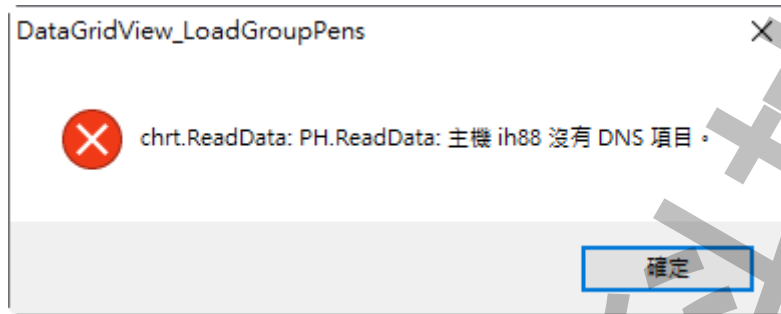 DataGridView_LoadGroupPens
chrt.ReadData: PH.ReadData: 主機 ih88 沒有 DNS 項目。
確定